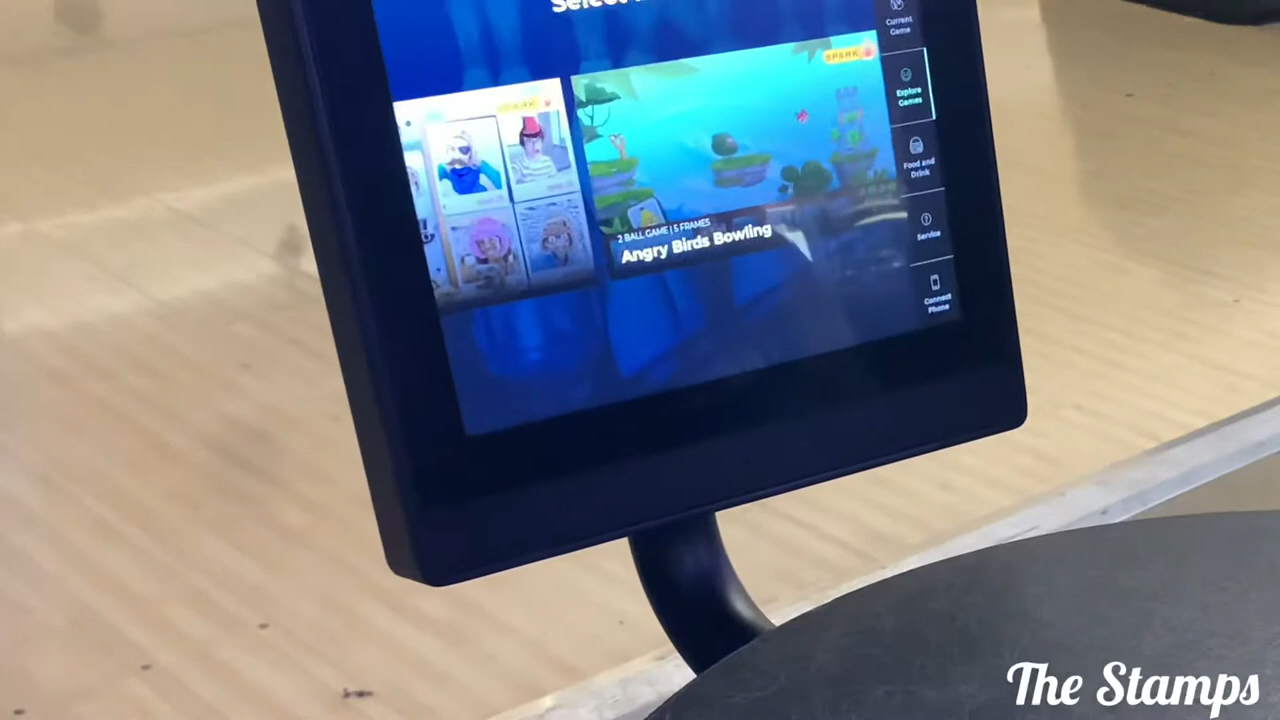 Select
Current
Game
SPARK
SPARK
Explore
Games
Food and
Drink
2 BALL GAME | 5 FRAMES
Angry Birds Bowling
Service
Connect
Phone
The Stamps